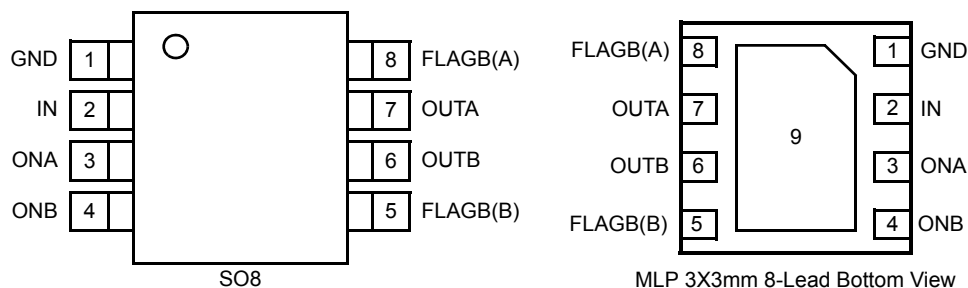 GND 1 8 FLAGB(A)
IN 2 7 OUTA
ONA 3 6 OUTB
ONB 4 5 FLAGB(B)
SO8
FLAGB(A) 8 1 GND
OUTA 7 2 IN
9
OUTB 6 3 ONA
FLAGB(B) 5 4 ONB
MLP 3X3mm 8-Lead Bottom View